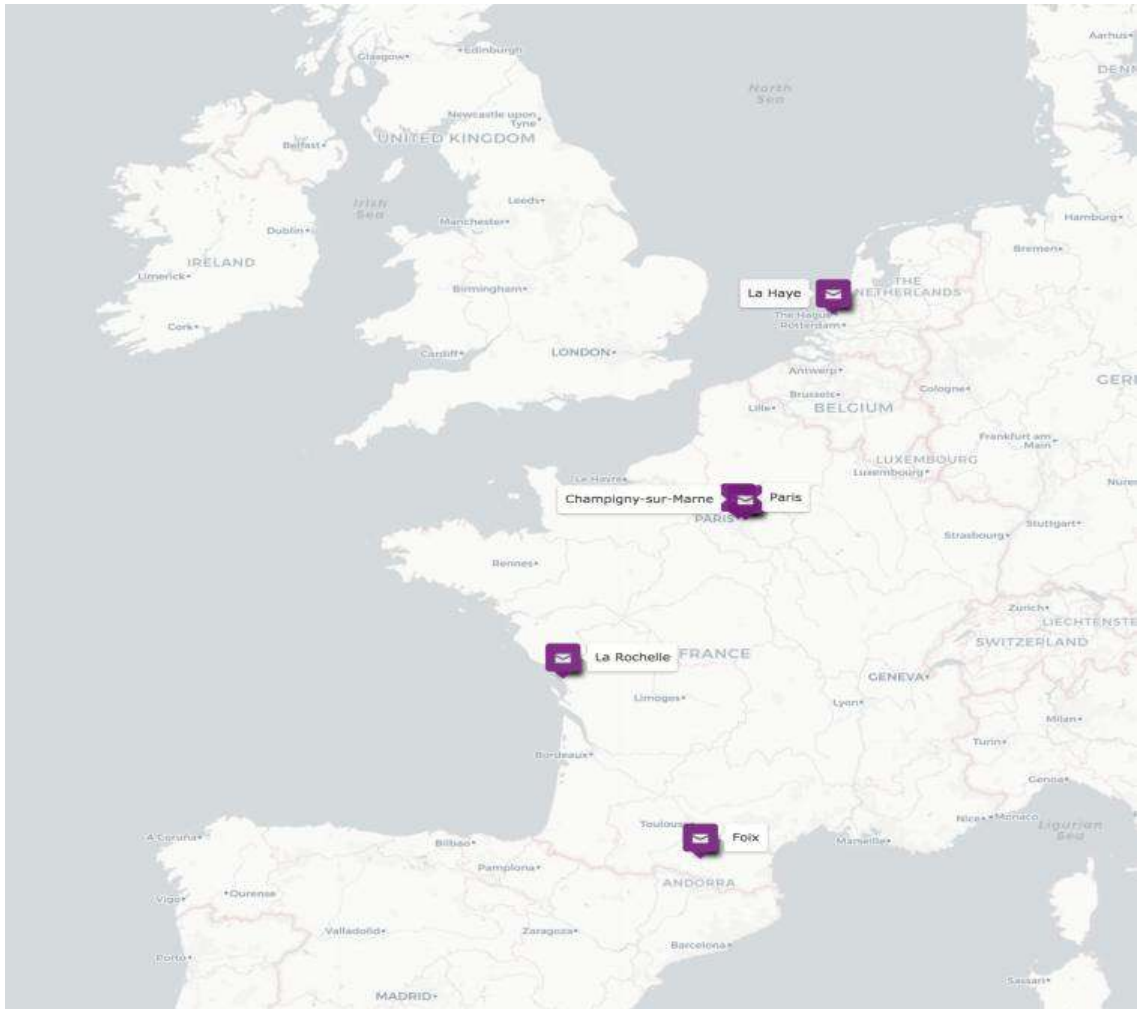 Aarhus
Edinburgh
Glasgow
DENM
North
Sea
Newcastle upon
Tyne
UNITED KINGDOM
Belfast
Irish
Sea
Leeds
Manchester
Hamburg
Dublin
Bremen
IRELAND
Limerick
Birmingham
La Haye
THE
NETHERLANDS
The Hague
Rotterdam
Cork
Cardiff
LONDON
Antwerp
Cologne
GER
Brussels
Lille
BELGIUM
Frankfurt am
Main
LUXEMBOURG
Luxembourg
Le Havre
Nurem
Champigny-sur-Marne
Paris
PARIS
Stuttgart
Strasbourg
Rennes
Zurich
LIECHTENSTE
SWITZERLAND
La Rochelle
FRANCE
GENEVA
Limoges
Lyon
Milan
Turin
Bordeaux
Genoa
Nice
Monaco
Ligurian
Sea
Toulouse
A Coruña
Bilbao
Foix
Marseille
Pamplona
ANDORRA
Ourense
Vigo
Valladolid
Zaragoza
Barcelona
Porto
Sassari
MADRID